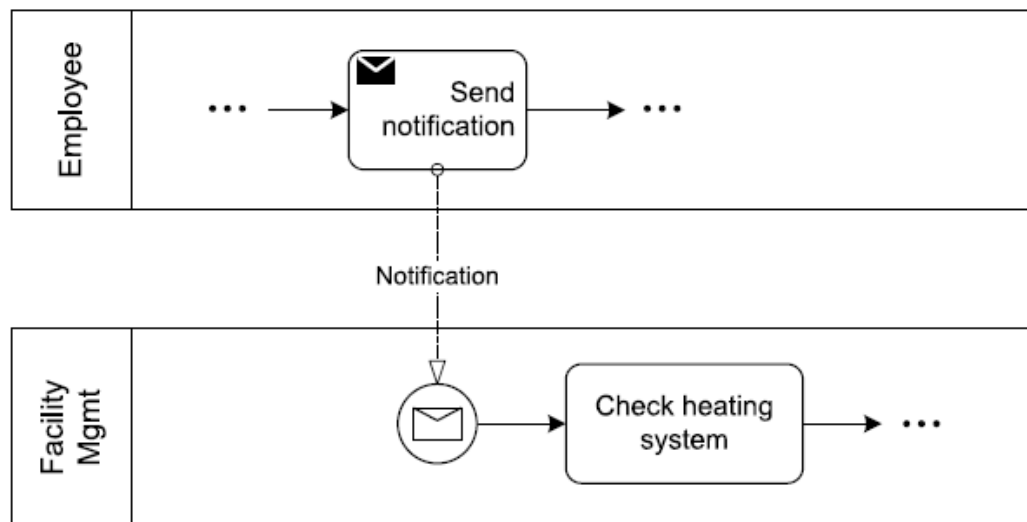 Employee
•••
Send
notification
•••
Notification
Facility
Mgmt
Check heating
system
•••